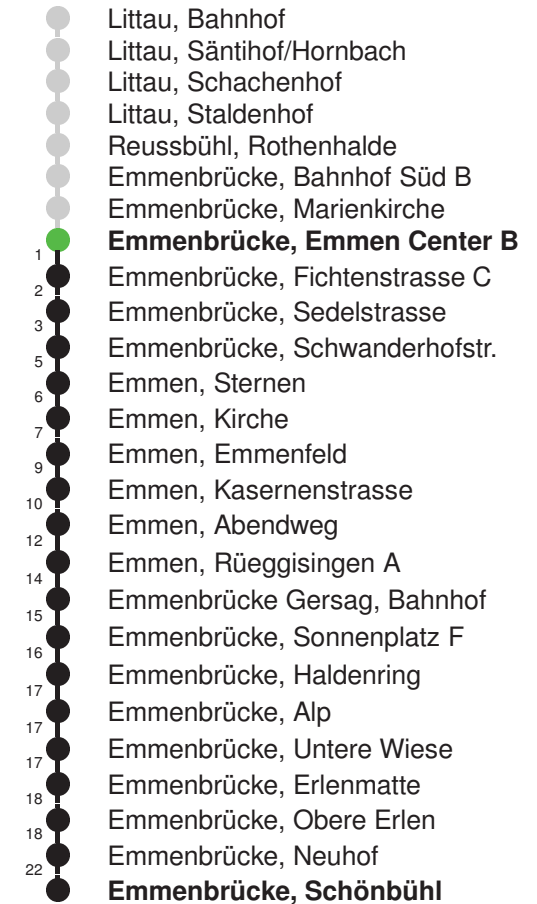 Littau, Bahnhof
Littau, Säntihof/Hornbach
Littau, Schachenhof
Littau, Staldenhof
Reussbühl, Rothenhalde
Emmenbrücke, Bahnhof Süd B
Emmenbrücke, Marienkirche
Emmenbrücke, Emmen Center B
1
Emmenbrücke, Fichtenstrasse C
2
Emmenbrücke, Sedelstrasse
3
Emmenbrücke, Schwanderhofstr.
5
Emmen, Sternen
6
Emmen, Kirche
7
Emmen, Emmenfeld
9
Emmen, Kasernenstrasse
10
Emmen, Abendweg
12
Emmen, Rüeggisingen A
14
Emmenbrücke Gersag, Bahnhof
15
Emmenbrücke, Sonnenplatz F
16
Emmenbrücke, Haldenring
17
Emmenbrücke, Alp
17
Emmenbrücke, Untere Wiese
17
Emmenbrücke, Erlenmatte
18
Emmenbrücke, Obere Erlen
18
Emmenbrücke, Neuhof
22
Emmenbrücke, Schönbühl